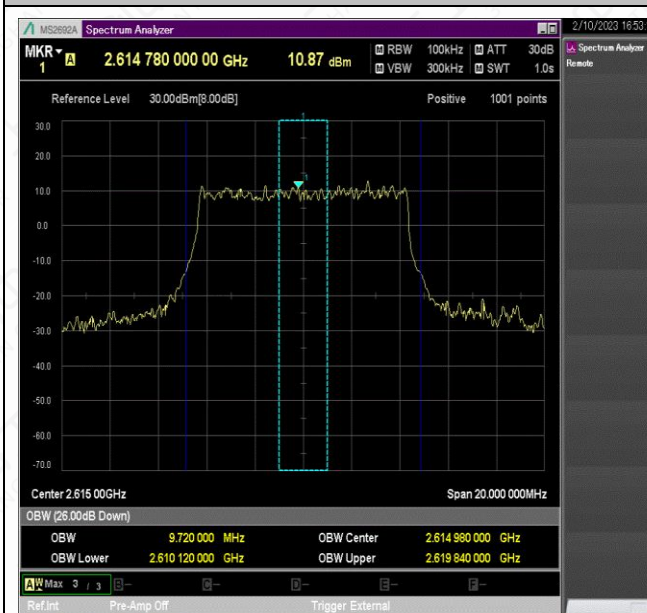 MS2692A Spectrum Analyzer
2/10/2023 16:53:
MKR 1 A 2.614 780 000 00 GHz 10.87 dBm
M RBW 100kHz M ATT 30dB
M VBW 300kHz M SWT 1.0s
Spectrum Analyzer
Remote
Reference Level 30.00dBm[8.00dB] Positive 1001 points
1
30.0
20.0
10.0
1
0.0
-10.0
-20.0
-30.0
-40.0
-50.0
-60.0
-70.0
Center 2.615 00GHz Span 20.000 000MHz
OBW (26.00dB Down)
OBW 9.720 000 MHz OBW Center 2.614 980 000 GHz
OBW Lower 2.610 120 000 GHz OBW Upper 2.619 840 000 GHz
A W Max 3 / 3 B- C- D- E- F-
Ref.Int Pre-Amp Off Trigger External